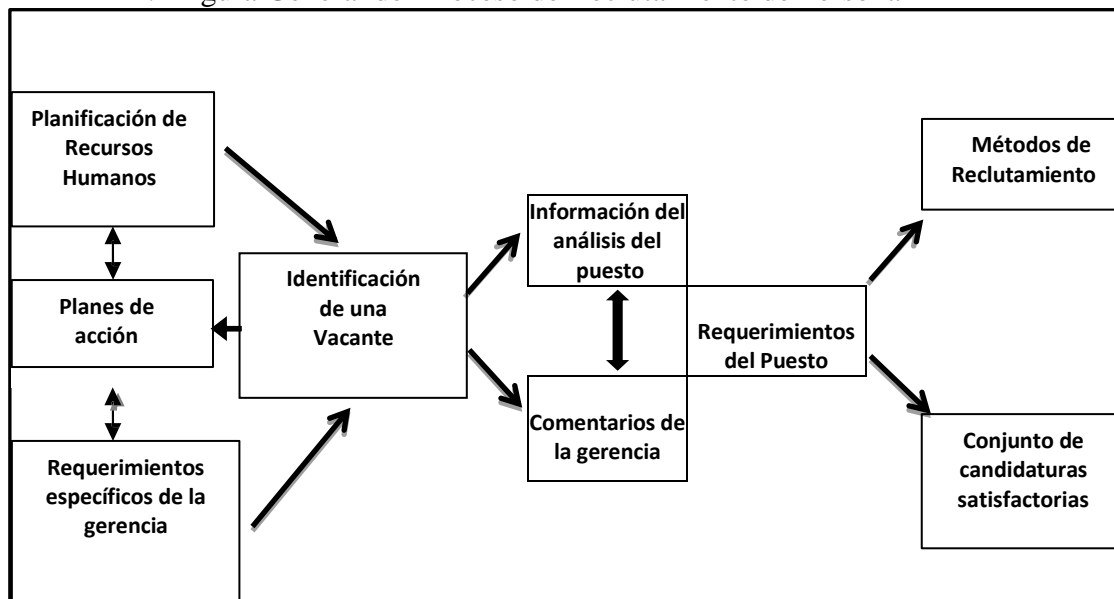 Planificación de
Recursos
Humanos
Planes de
acción
Requerimientos
específicos de la
gerencia
Identificación
de una
Vacante
Información del
análisis del
puesto
Comentarios de
la gerencia
Requerimientos
del Puesto
Métodos de
Reclutamiento
Conjunto de
candidaturas
satisfactorias